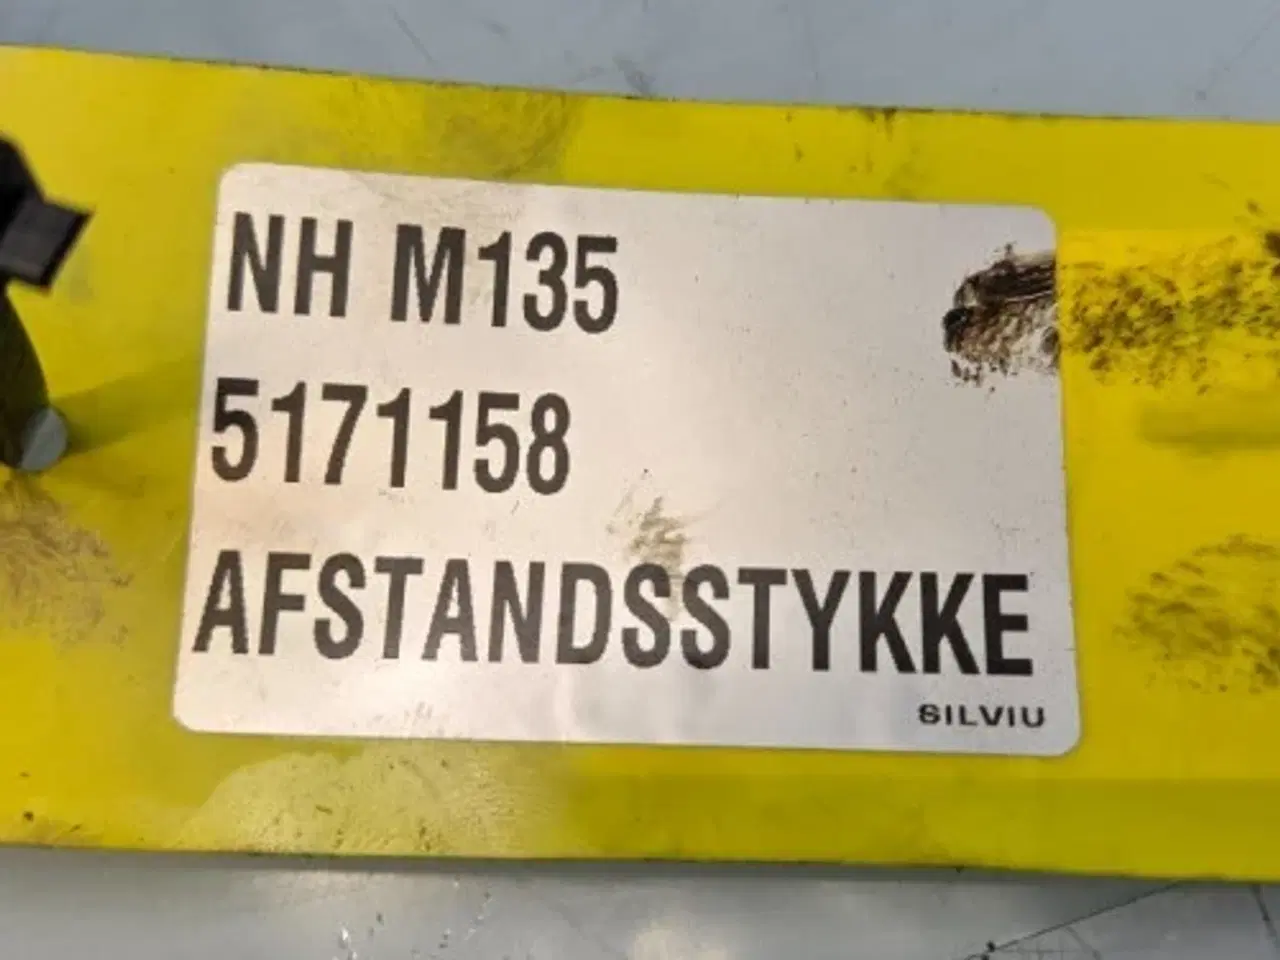 NH M135
5171158
AFSTANDSSTYKKE
SILVIU